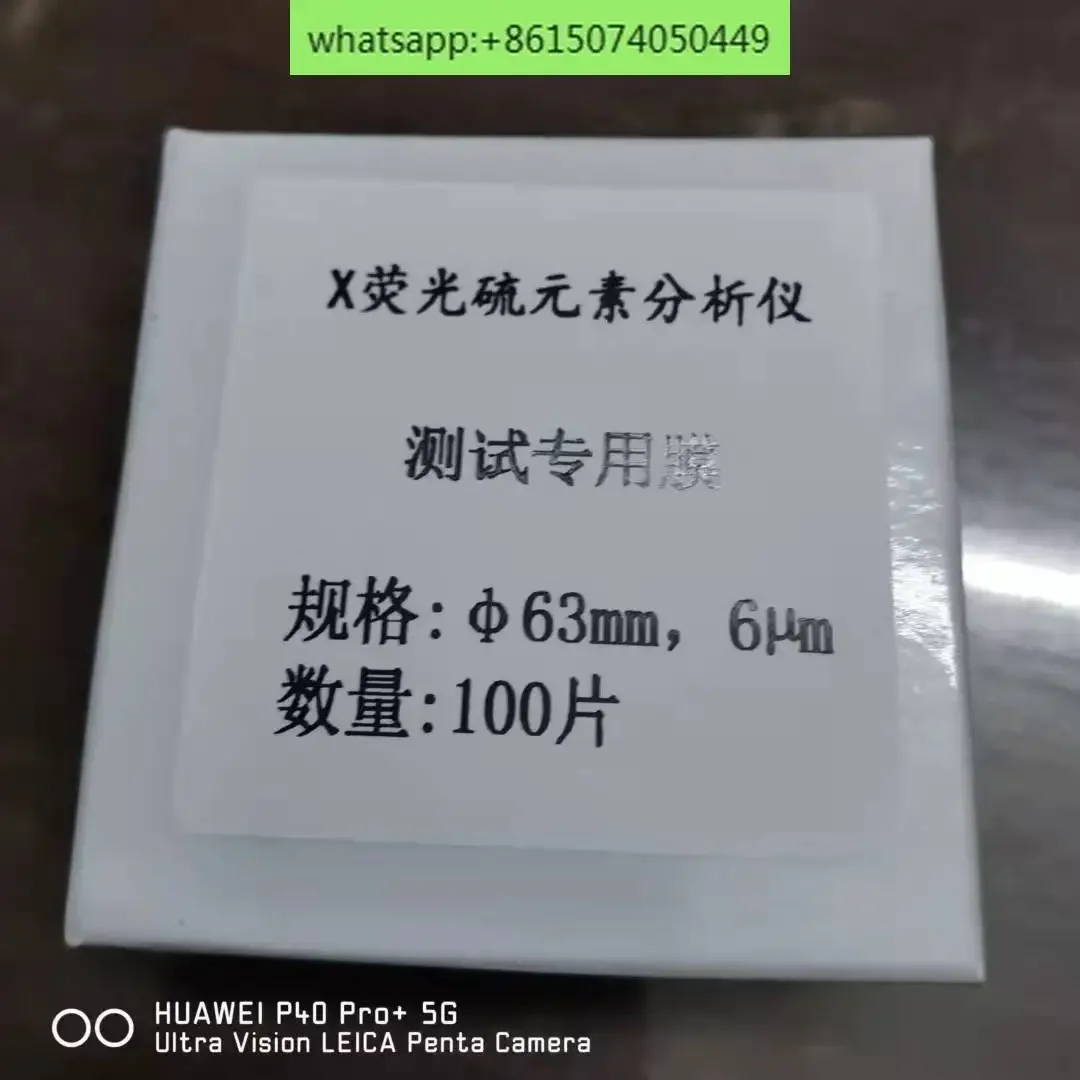 whatsapp:+8615074050449
X荧光硫元素分析仪
测试专用膜
规格:φ63mm, 6μm
数量:100片
HUAWEI P40 Pro+ 5G
Ultra Vision LEICA Penta Camera